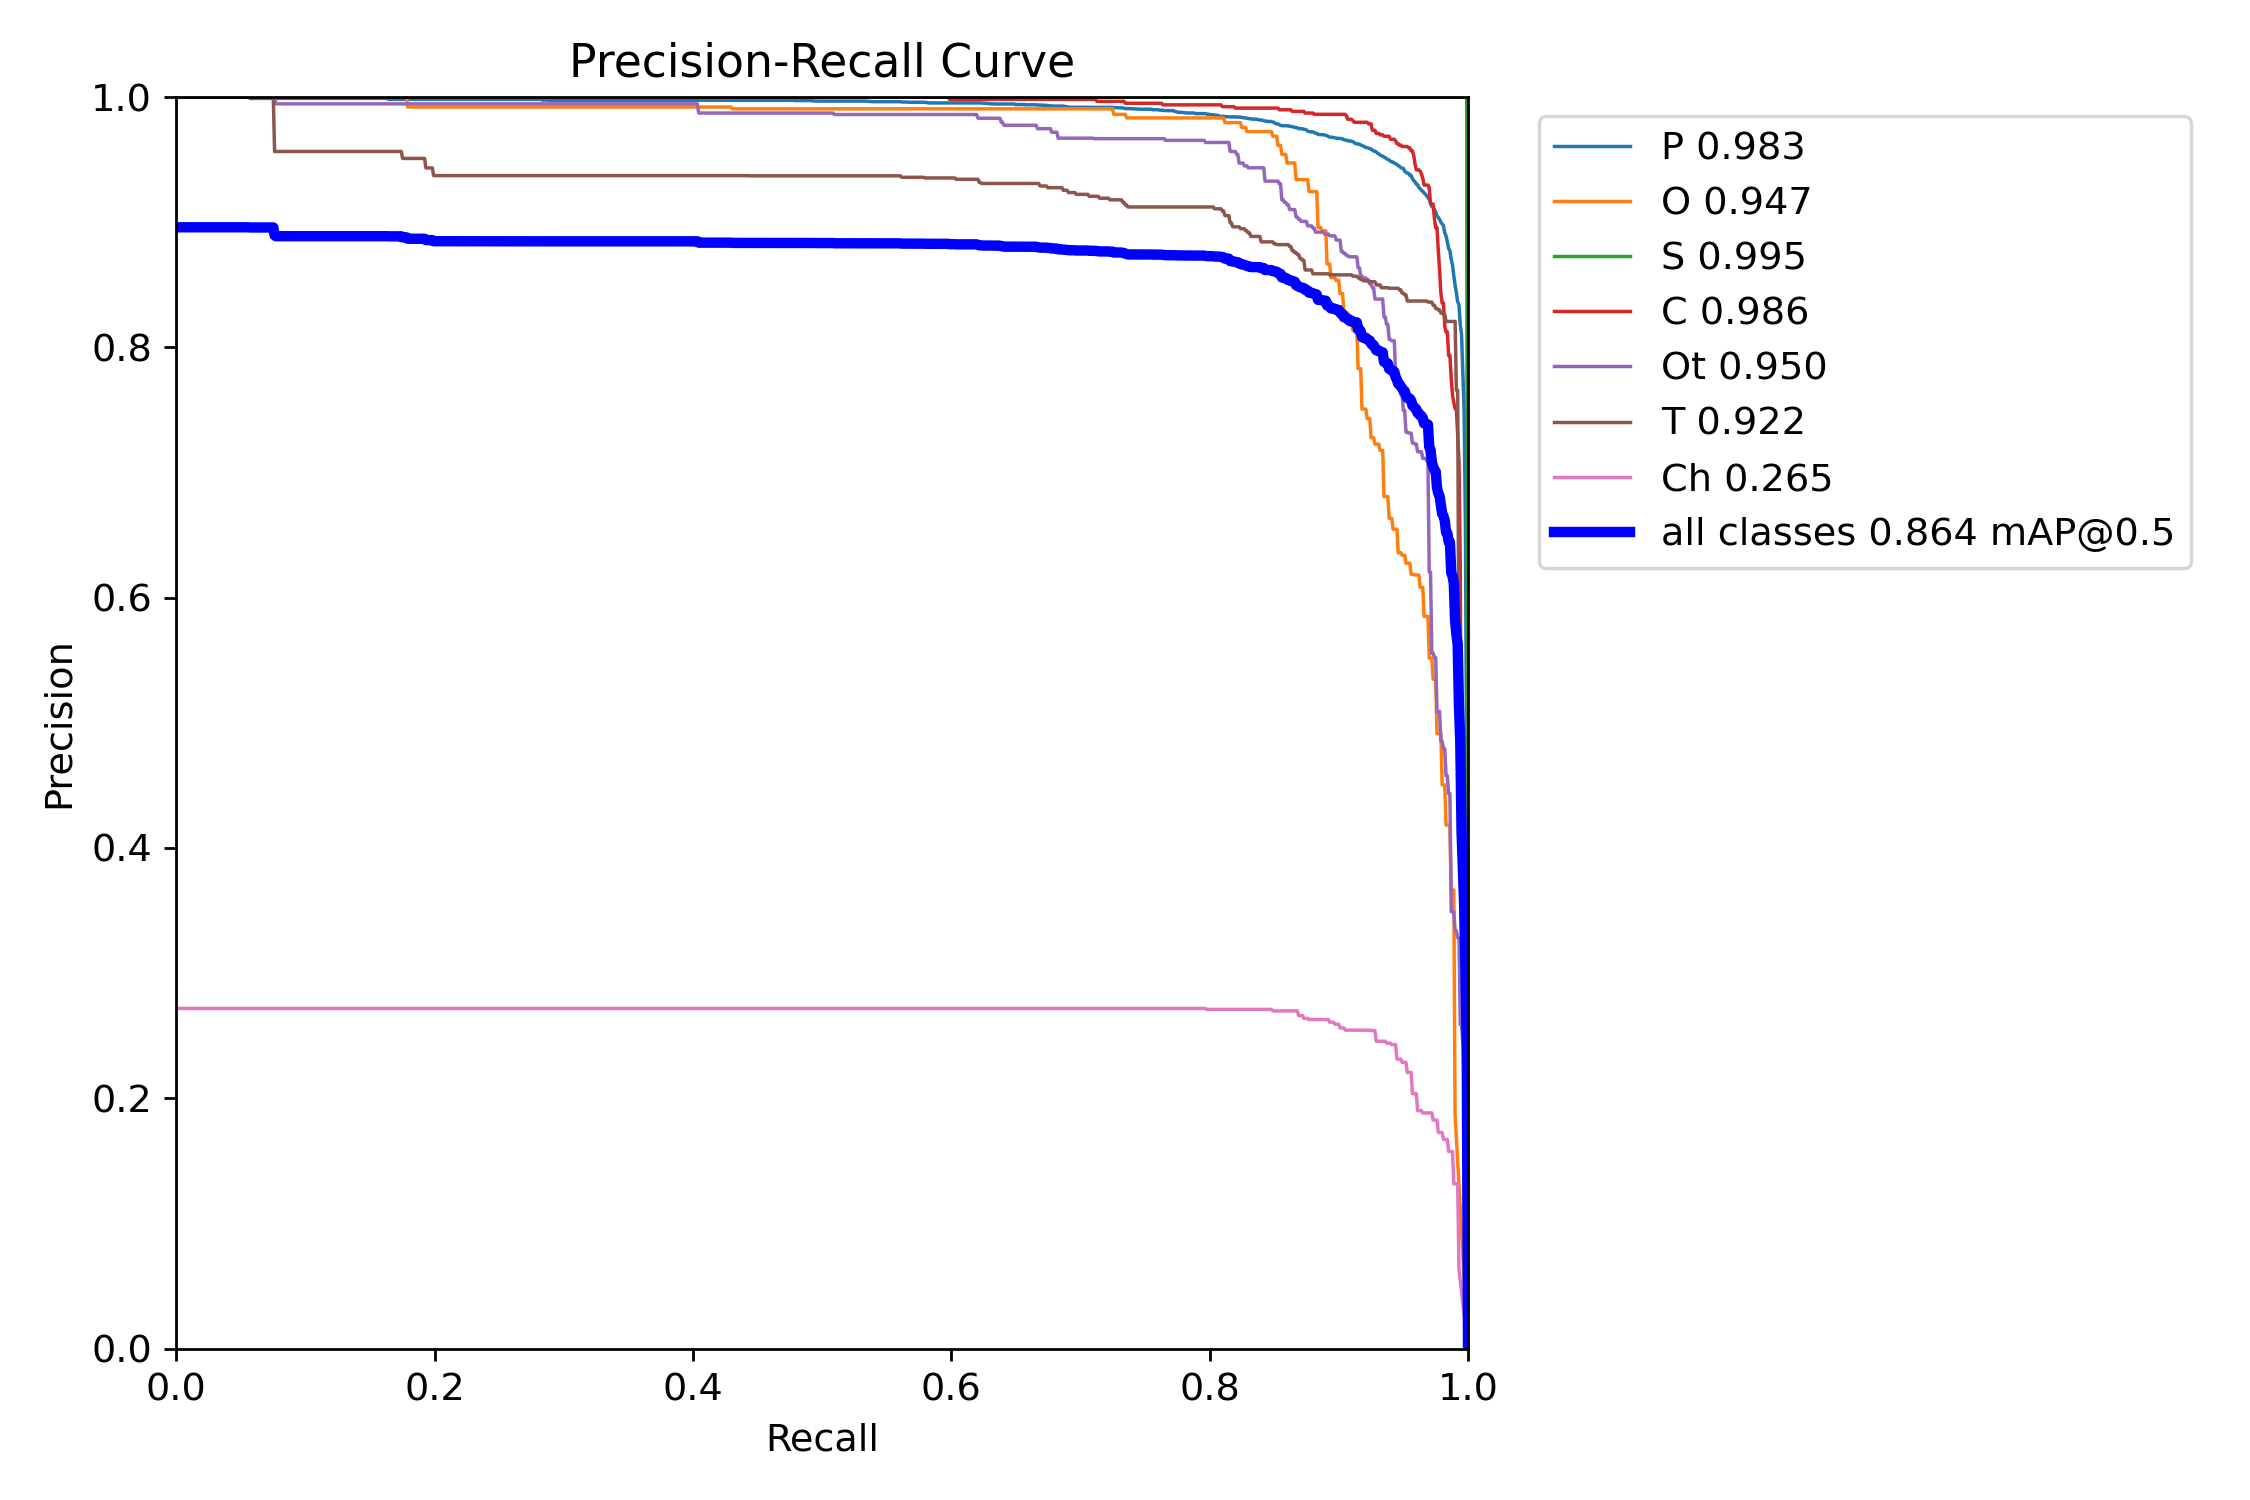 Precision-Recall Curve
1.0
0.8
0.6
0.4
0.2
0.0
Precision
0.0 0.2 0.4 0.6 0.8 1.0
Recall
P 0.983
O 0.947
S 0.995
C 0.986
Ot 0.950
T 0.922
Ch 0.265
all classes 0.864 mAP@0.5